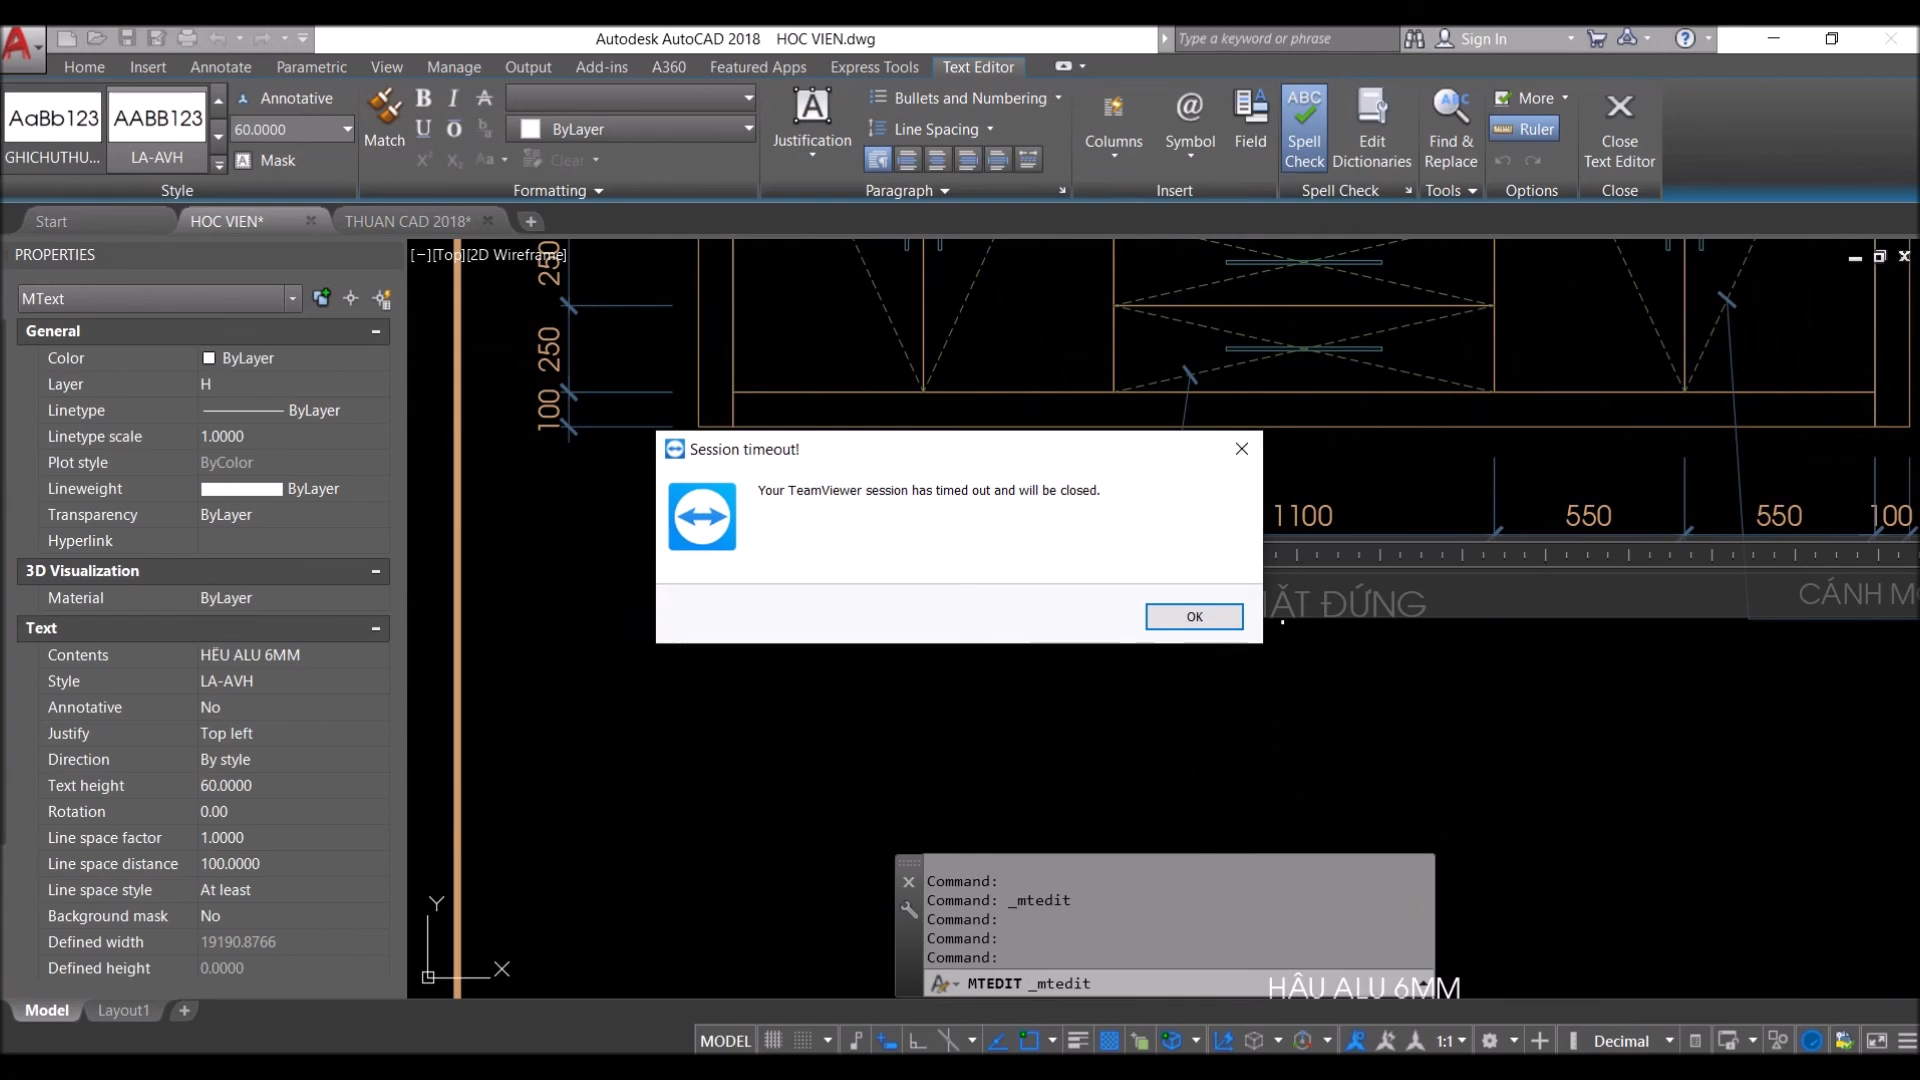 Autodesk AutoCAD 2018 HOC VIEN.dwg
Type a keyword or phrase
Sign In
Home Insert Annotate Parametric View Manage Output Add-ins A360 Featured Apps Express Tools Text Editor
AaBb123
AABB123
Annotative
60.0000
Mask
GHICHUTHU...
LA-AVH
Style
Match
ByLayer
Clear
Formatting
Justification
Bullets and Numbering
Line Spacing
Paragraph
Columns
Symbol
Field
Insert
ABC
Spell Check
Edit Dictionaries
Spell Check
ABC
Find & Replace
Tools
More
Ruler
Options
Close Text Editor
Close
Start
HOC VIEN*
THUAN CAD 2018*
PROPERTIES
[−][Top][2D Wireframe]
MText
General
Color ByLayer
Layer H
Linetype ByLayer
Linetype scale 1.0000
Plot style ByColor
Lineweight ByLayer
Transparency ByLayer
Hyperlink
3D Visualization
Material ByLayer
Text
Contents HẼU ALU 6MM
Style LA-AVH
Annotative No
Justify Top left
Direction By style
Text height 60.0000
Rotation 0.00
Line space factor 1.0000
Line space distance 100.0000
Line space style At least
Background mask No
Defined width 19190.8766
Defined height 0.0000
250
250
100
Session timeout!
Your TeamViewer session has timed out and will be closed.
OK
1100 550 550 100
ẶT ĐỨNG
CÁNH M
Command:
Command: _mtedit
Command:
Command:
Command:
MTEDIT _mtedit
HÂU ALU 6MM
Y
X
Model
Layout1
MODEL
1:1
Decimal